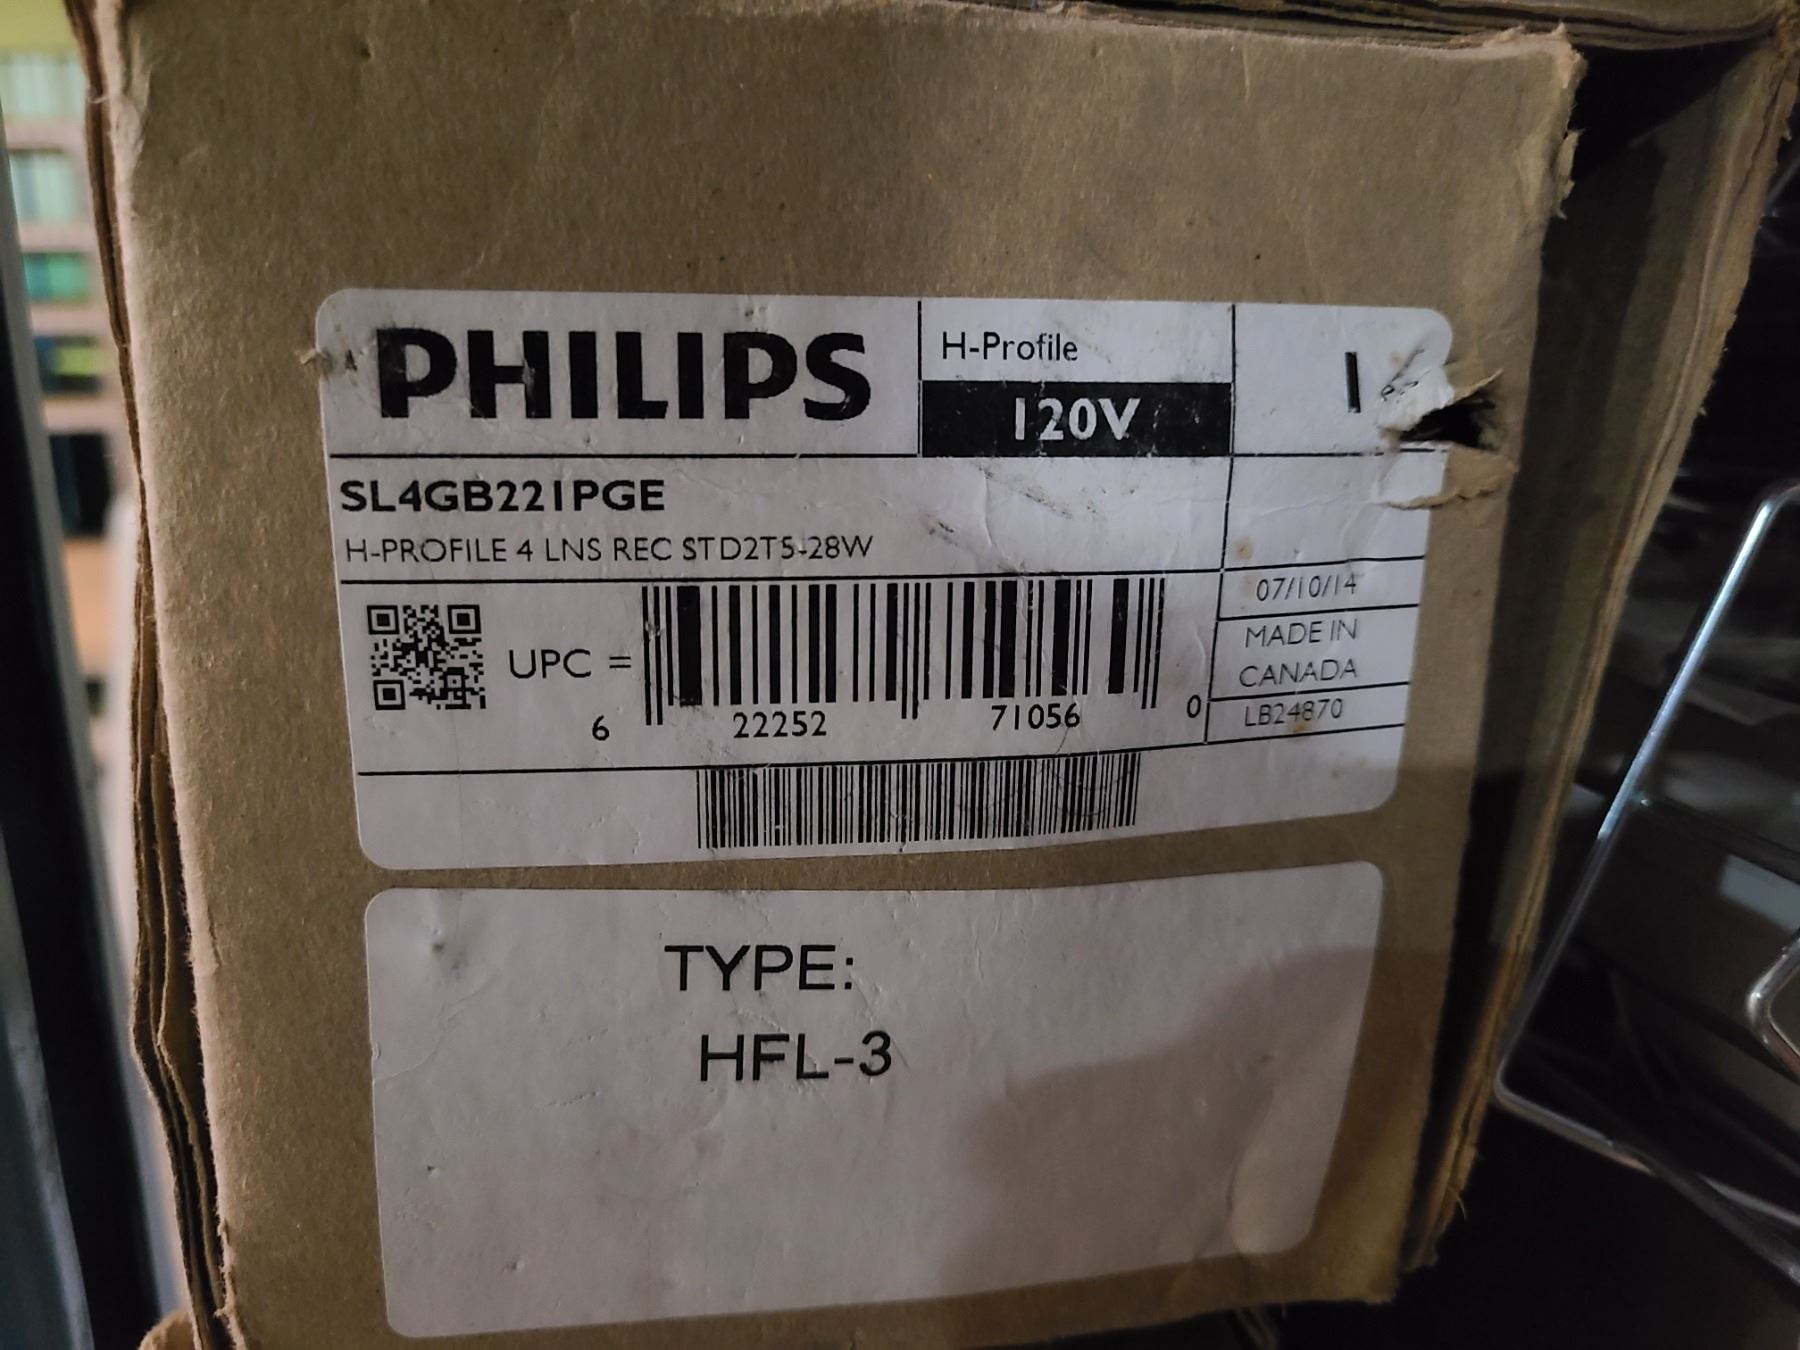 PHILIPS
H-Profile
120V
1
SL4GB221PGE
H-PROFILE 4 LNS REC STD2T5-28W
UPC =
6 22252 71056 0
07/10/14
MADE IN
CANADA
LB24870
TYPE:
HFL-3